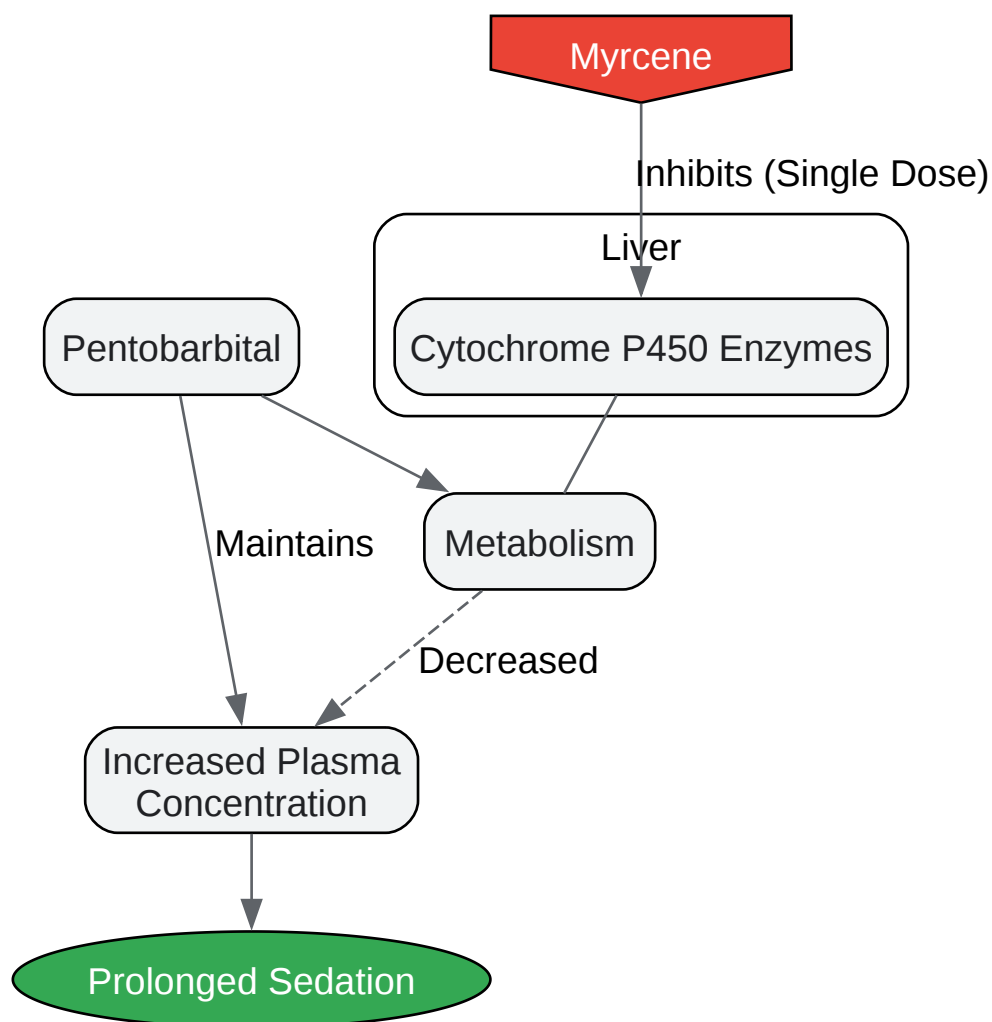 Myrcene
Inhibits (Single Dose)
Liver
Pentobarbital
Cytochrome P450 Enzymes
Maintains
Metabolism
Decreased
Increased Plasma
Concentration
Prolonged Sedation